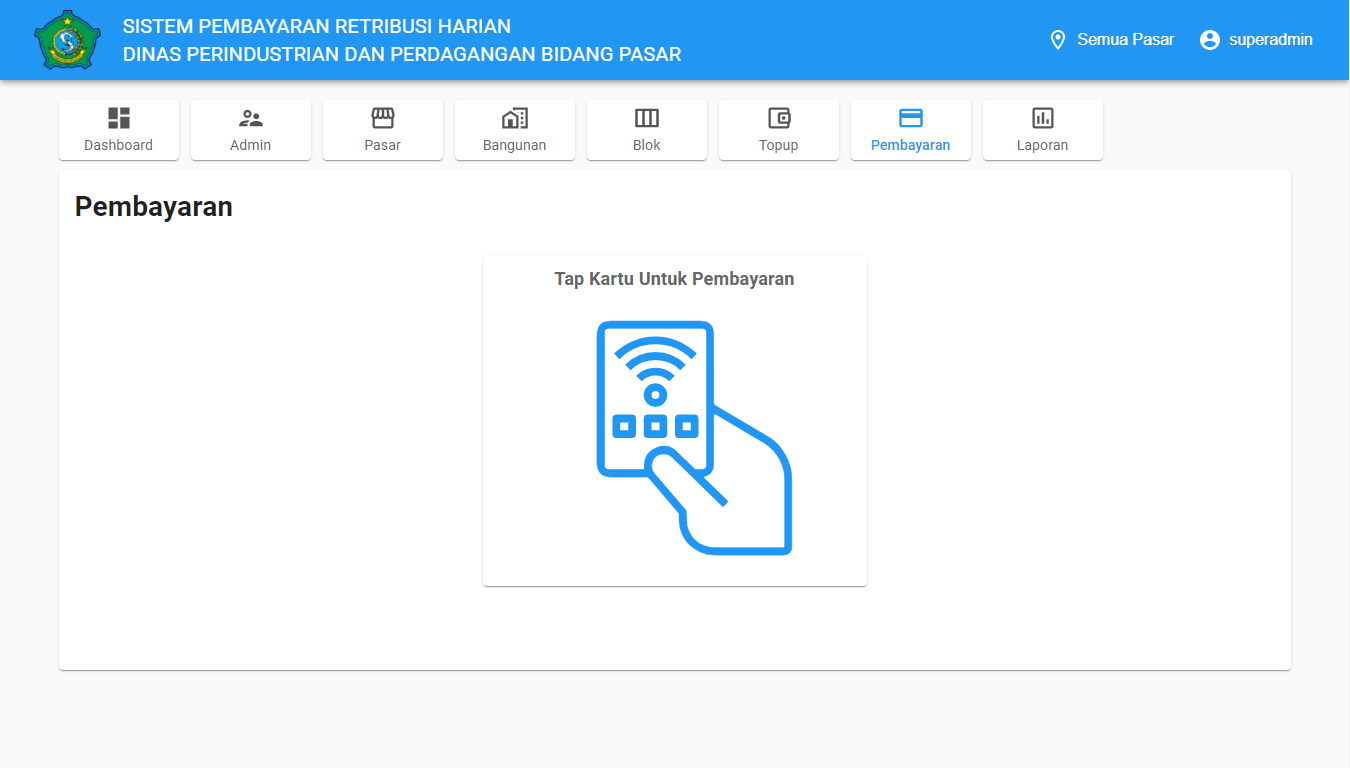 SISTEM PEMBAYARAN RETRIBUSI HARIAN
DINAS PERINDUSTRIAN DAN PERDAGANGAN BIDANG PASAR
Semua Pasar
superadmin
Dashboard
Admin
Pasar
Bangunan
Blok
Topup
Pembayaran
Laporan
Pembayaran
Tap Kartu Untuk Pembayaran